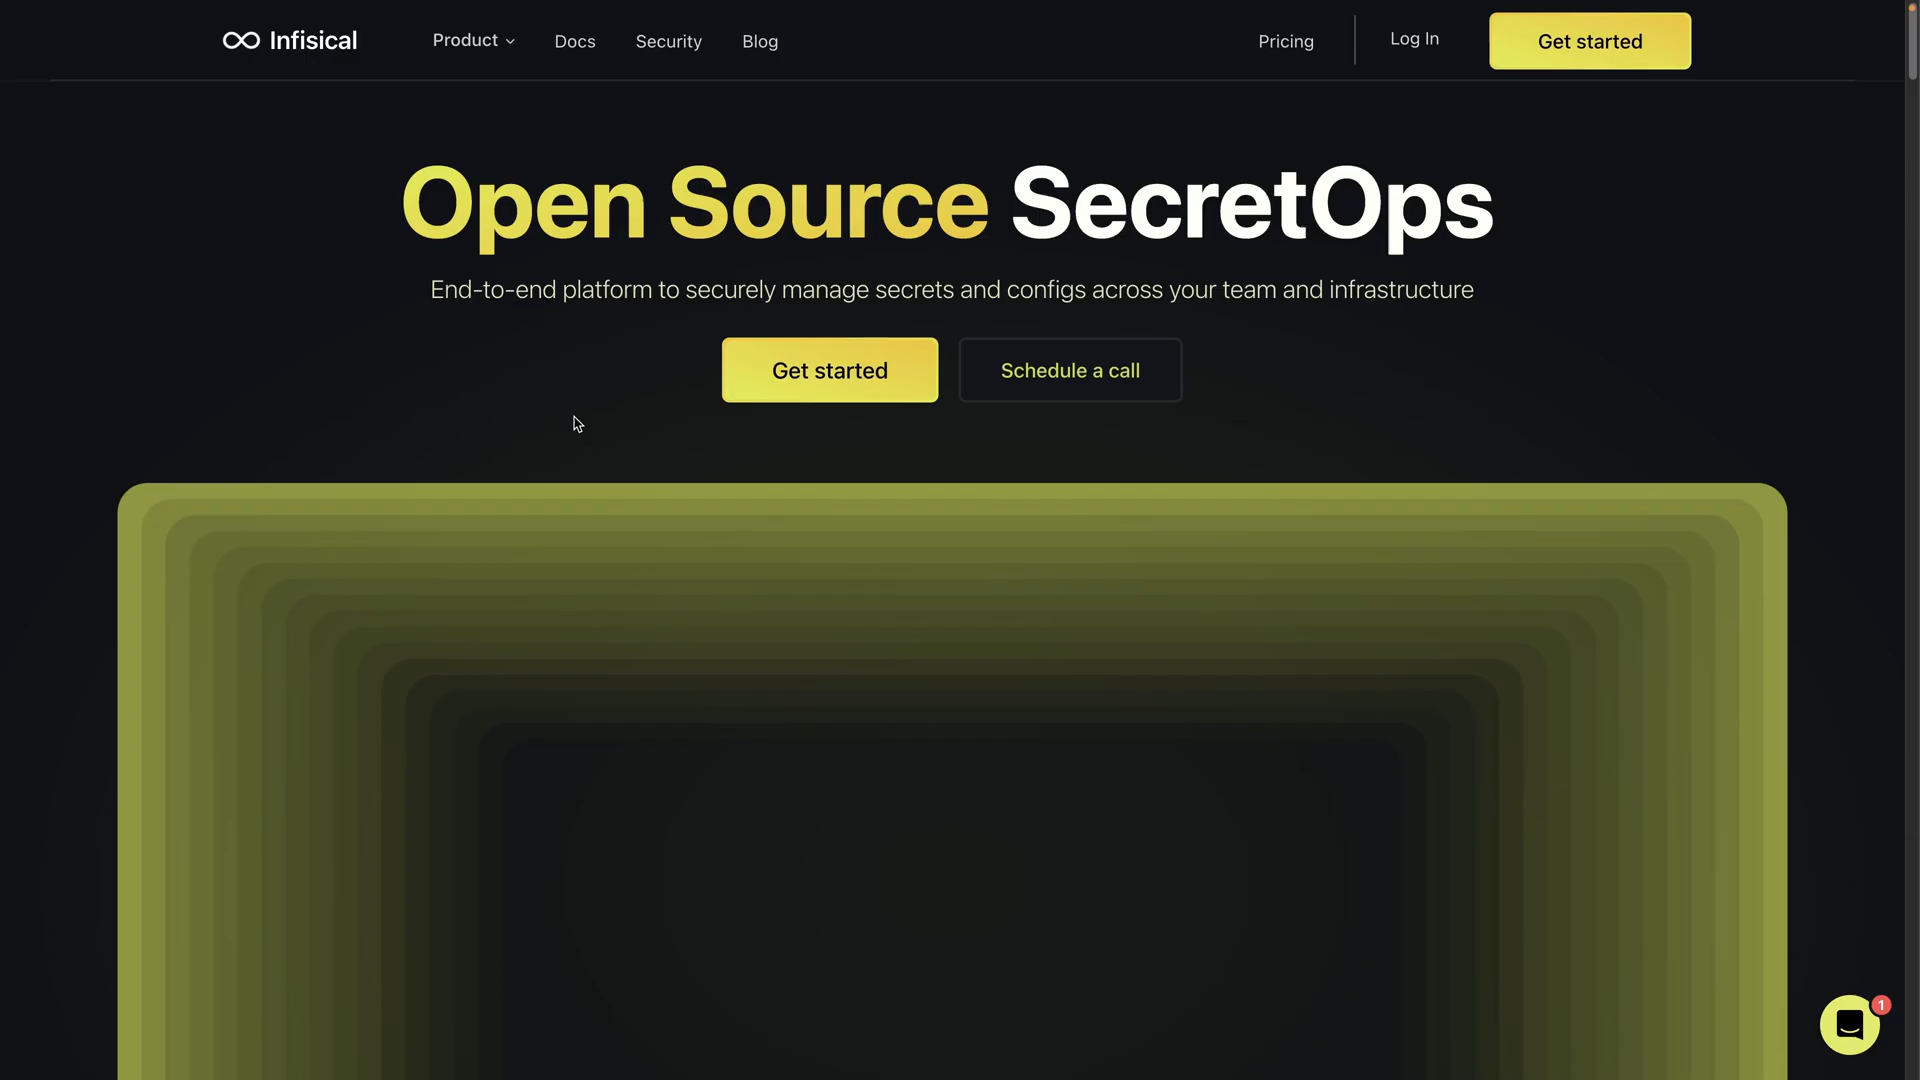 Infisical
Product
Docs
Security
Blog
Pricing
Log In
Get started
Open Source SecretOps
End-to-end platform to securely manage secrets and configs across your team and infrastructure
Get started
Schedule a call
1